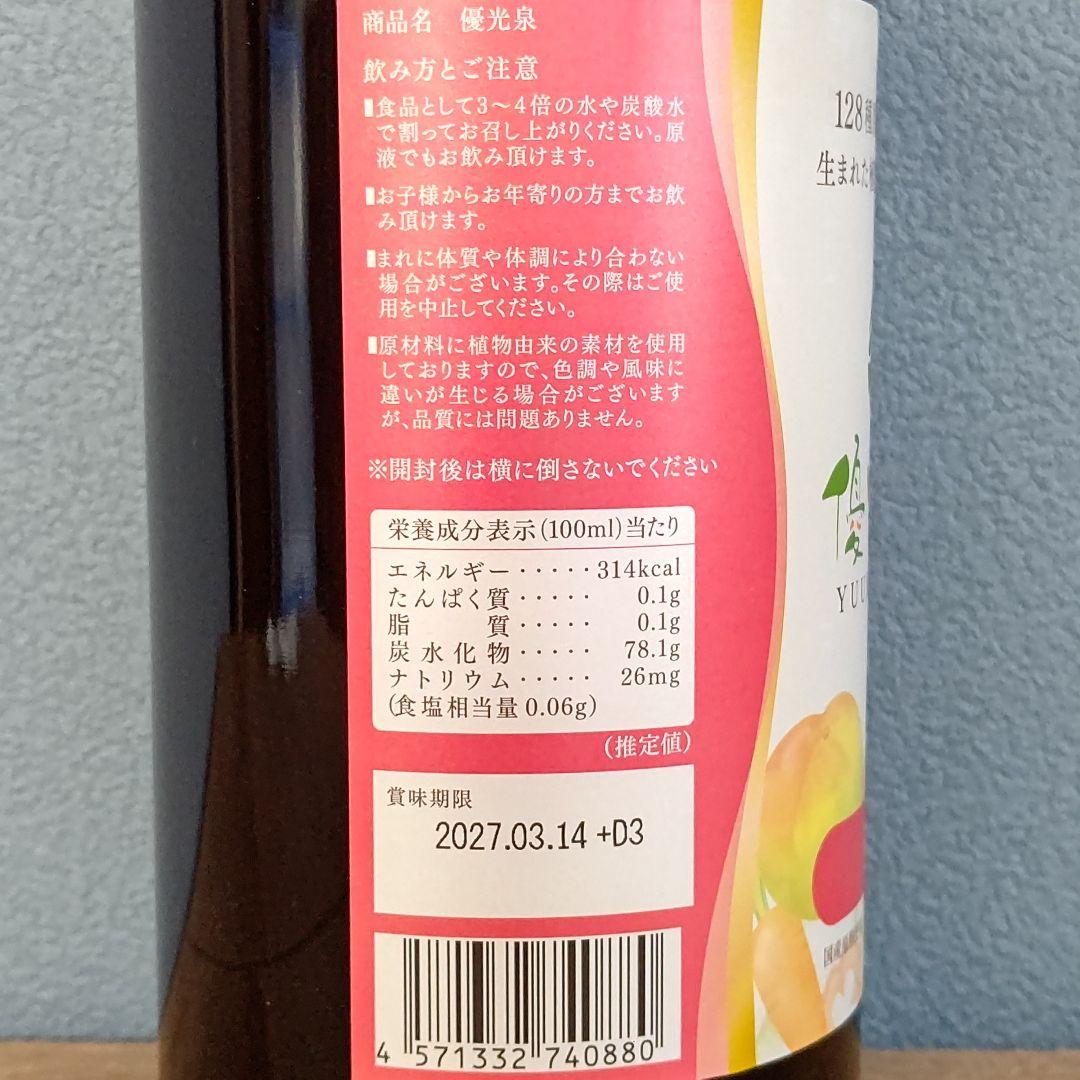 商品名 優光泉
飲み方とご注意
▮食品として3〜4倍の水や炭酸水
で割ってお召し上がりください。原
液でもお飲み頂けます。
▮お子様からお年寄りの方までお飲
み頂けます。
▮まれに体質や体調により合わない
場合がございます。その際はご使
用を中止してください。
▮原材料に植物由来の素材を使用
しておりますので、色調や風味に
違いが生じる場合がございます
が、品質には問題ありません。
※開封後は横に倒さないでください
栄養成分表示(100ml)当たり
エネルギー・・・・・314kcal
たんぱく質・・・・・0.1g
脂質・・・・・0.1g
炭水化物・・・・・78.1g
ナトリウム・・・・・26mg
(食塩相当量 0.06g)
(推定値)
賞味期限
2027.03.14 +D3
4 571332 740880
128種
生まれた
優
YUU